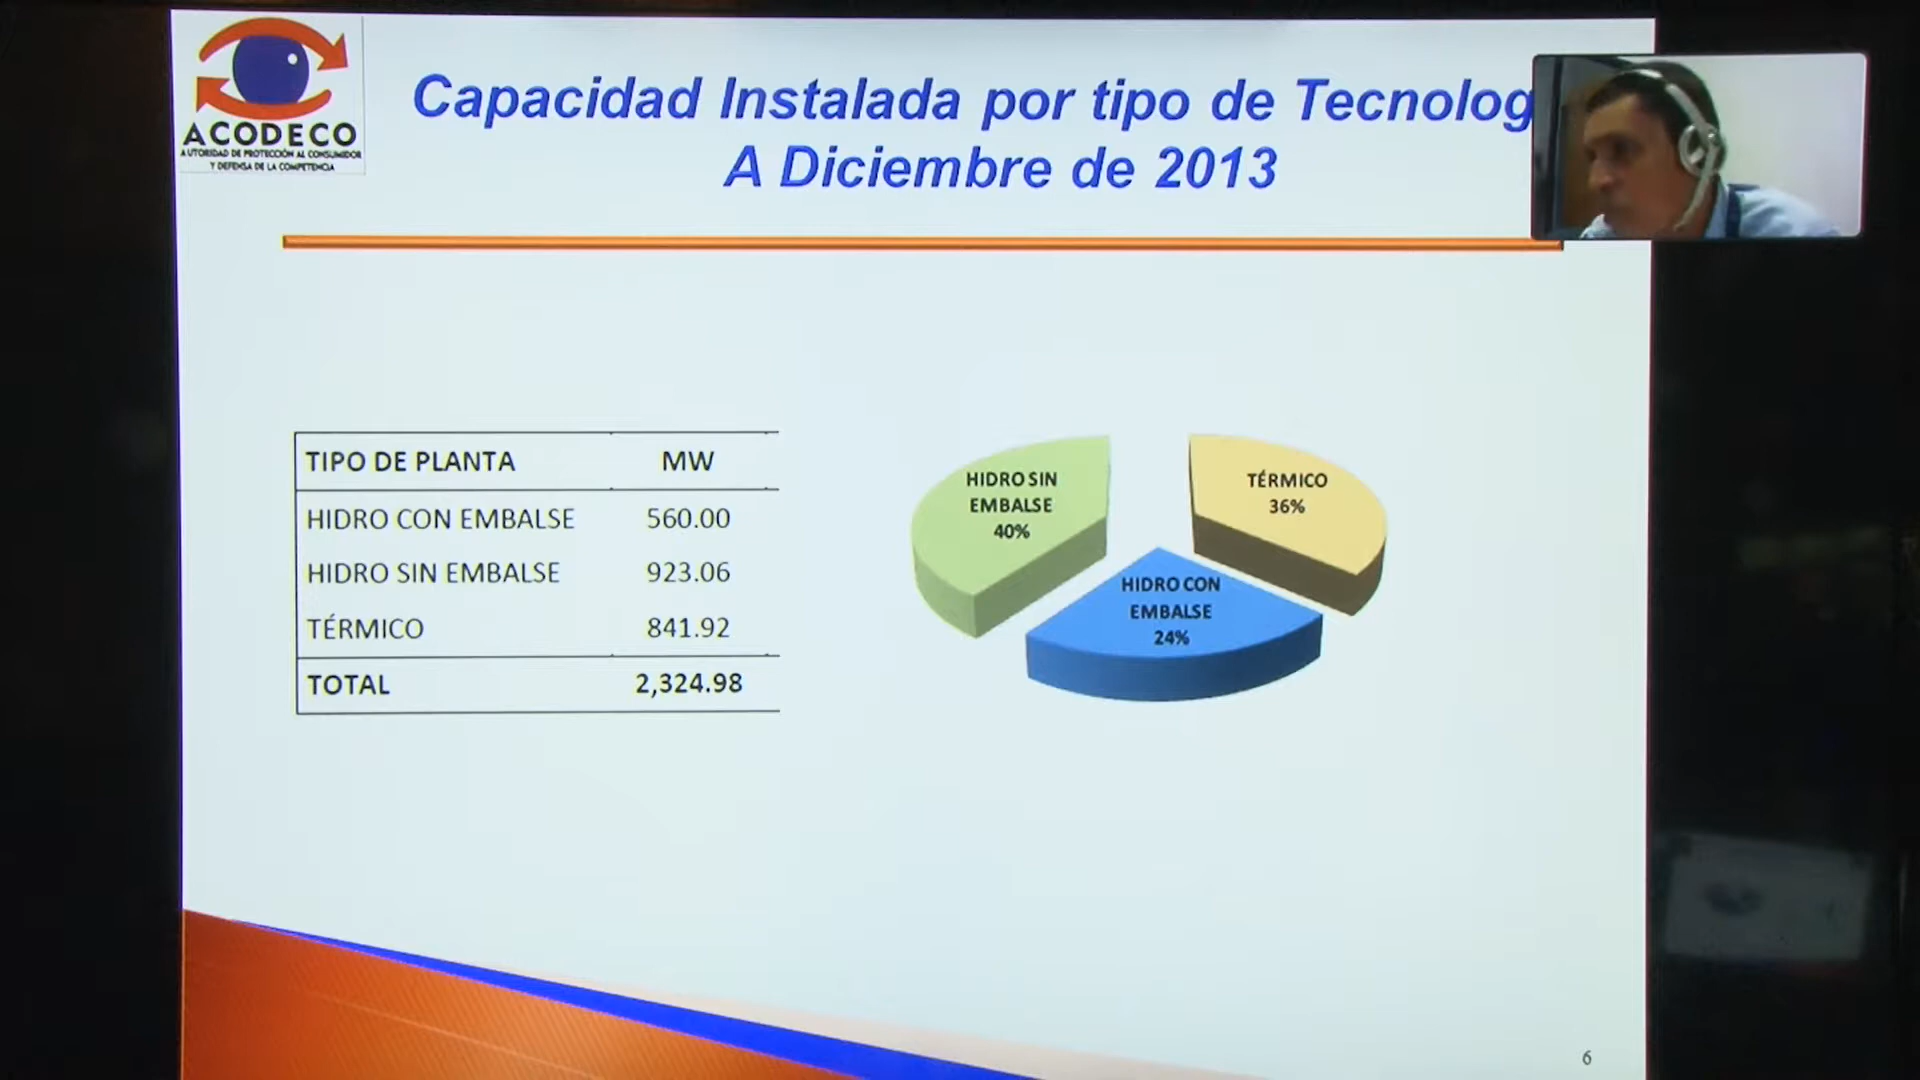 ACODECO
AUTORIDAD DE PROTECCIÓN AL CONSUMIDOR
Y DEFENSA DE LA COMPETENCIA
Capacidad Instalada por tipo de Tecnolog
A Diciembre de 2013
TIPO DE PLANTA MW
HIDRO CON EMBALSE 560.00
HIDRO SIN EMBALSE 923.06
TÉRMICO 841.92
TOTAL 2,324.98
HIDRO SIN
EMBALSE
40%
TÉRMICO
36%
HIDRO CON
EMBALSE
24%
6